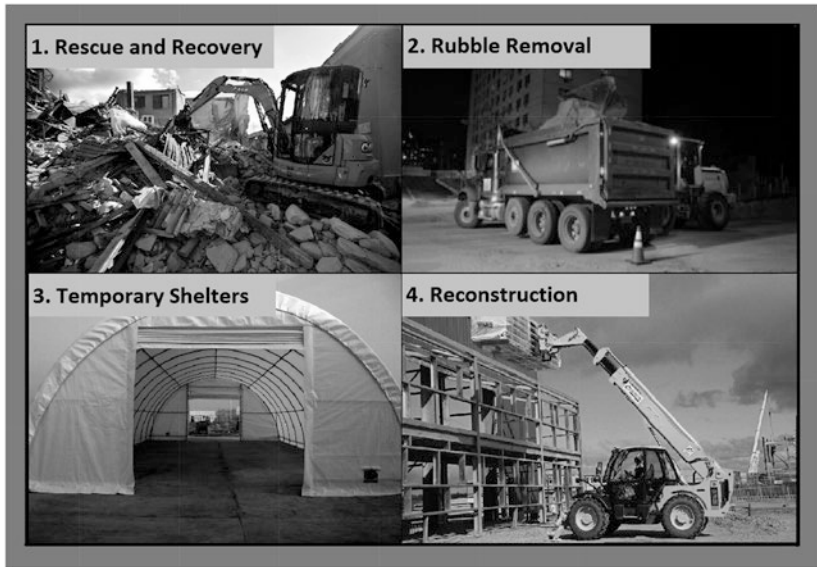 1. Rescue and Recovery
2. Rubble Removal
3. Temporary Shelters
4. Reconstruction